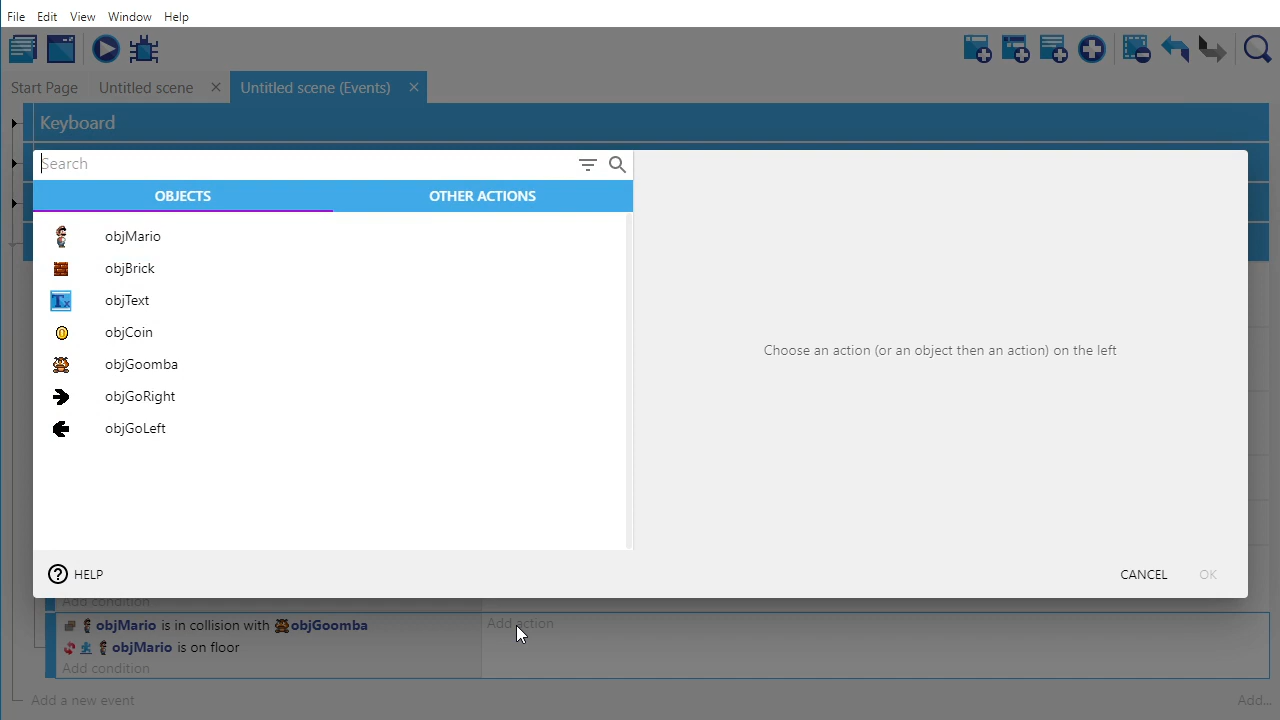 File Edit View Window Help
Start Page Untitled scene × Untitled scene (Events) ×
Keyboard
Search
OBJECTS OTHER ACTIONS
objMario
objBrick
Tx objText
objCoin
objGoomba
objGoRight
objGoLeft
Choose an action (or an object then an action) on the left
? HELP CANCEL OK
Add condition
objMario is in collision with objGoomba Add action
objMario is on floor
Add condition
Add a new event Add...